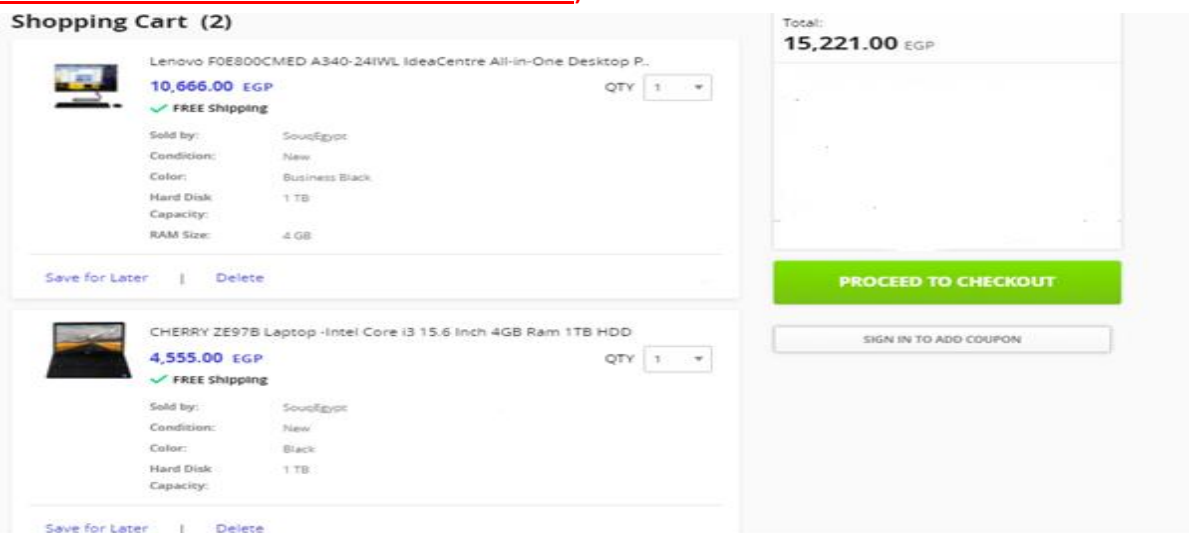 Shopping Cart (2)
Lenovo F0E800CMED A340-24IWL IdeaCentre All-in-One Desktop P..
10,666.00 EGP
QTY 1
FREE Shipping
Sold by: SouqEgypt
Condition: New
Color: Business Black
Hard Disk Capacity: 1 TB
RAM Size: 4 GB
Save for Later | Delete
CHERRY ZE97B Laptop -Intel Core i3 15.6 Inch 4GB Ram 1TB HDD
4,555.00 EGP
QTY 1
FREE Shipping
Sold by: SouqEgypt
Condition: New
Color: Black
Hard Disk Capacity: 1 TB
Save for Later | Delete
Total:
15,221.00 EGP
PROCEED TO CHECKOUT
SIGN IN TO ADD COUPON